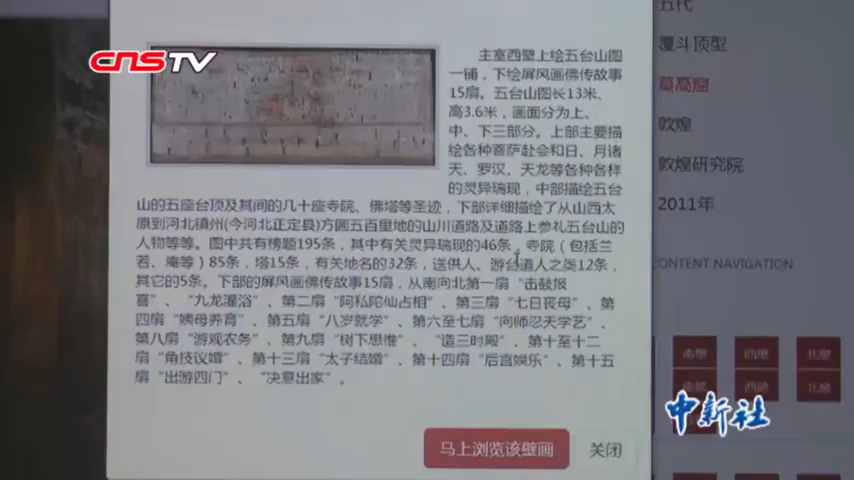 CNSTV
主室西壁上绘五台山图
一铺，下绘屏风画佛传故事
15扇。五台山图长13米、
高3.6米，画面分为上、
中、下三部分。上部主要描
绘各种菩萨赴会和日、月诸
天、罗汉、天龙等各种各样
的灵异瑞现，中部描绘五台
山的五座台顶及其间的几十座寺院、佛塔等圣迹，下部详细描绘了从山西太
原到河北镇州(今河北正定县)方圆五百里地的山川道路及道路上参礼五台山的
人物等等。图中共有榜题195条，其中有关灵异瑞现的46条，寺院（包括兰
若、庵等）85条，塔15条，有关地名的32条，送供人、游台道人之类12条，
其它的5条。下部的屏风画佛传故事15扇，从南向北第一扇“击鼓报
喜”、“九龙灌浴”、第二扇“阿私陀仙占相”、第三扇“七日丧母”、第
四扇“姨母养育”、第五扇“八岁就学”、第六至七扇“向师忍天学艺”、
第八扇“游观农务”、第九扇“树下思惟”、“造三时殿”、第十至十二
扇“角技议婚”、第十三扇“太子结婚”、第十四扇“后宫娱乐”、第十五
扇“出游四门”、“决意出家”。
马上浏览该壁画
关闭
五代
覆斗顶型
莫高窟
敦煌
敦煌研究院
2011年
CONTENT NAVIGATION
南壁
西壁
北壁
中新社